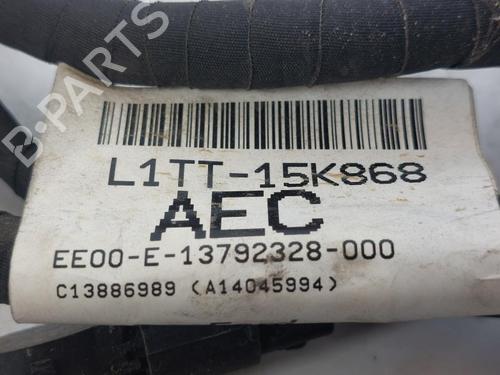 B-PARTS
L1TT-15K868
AEC
EE00-E-13792328-000
C13886989 (A14045994)